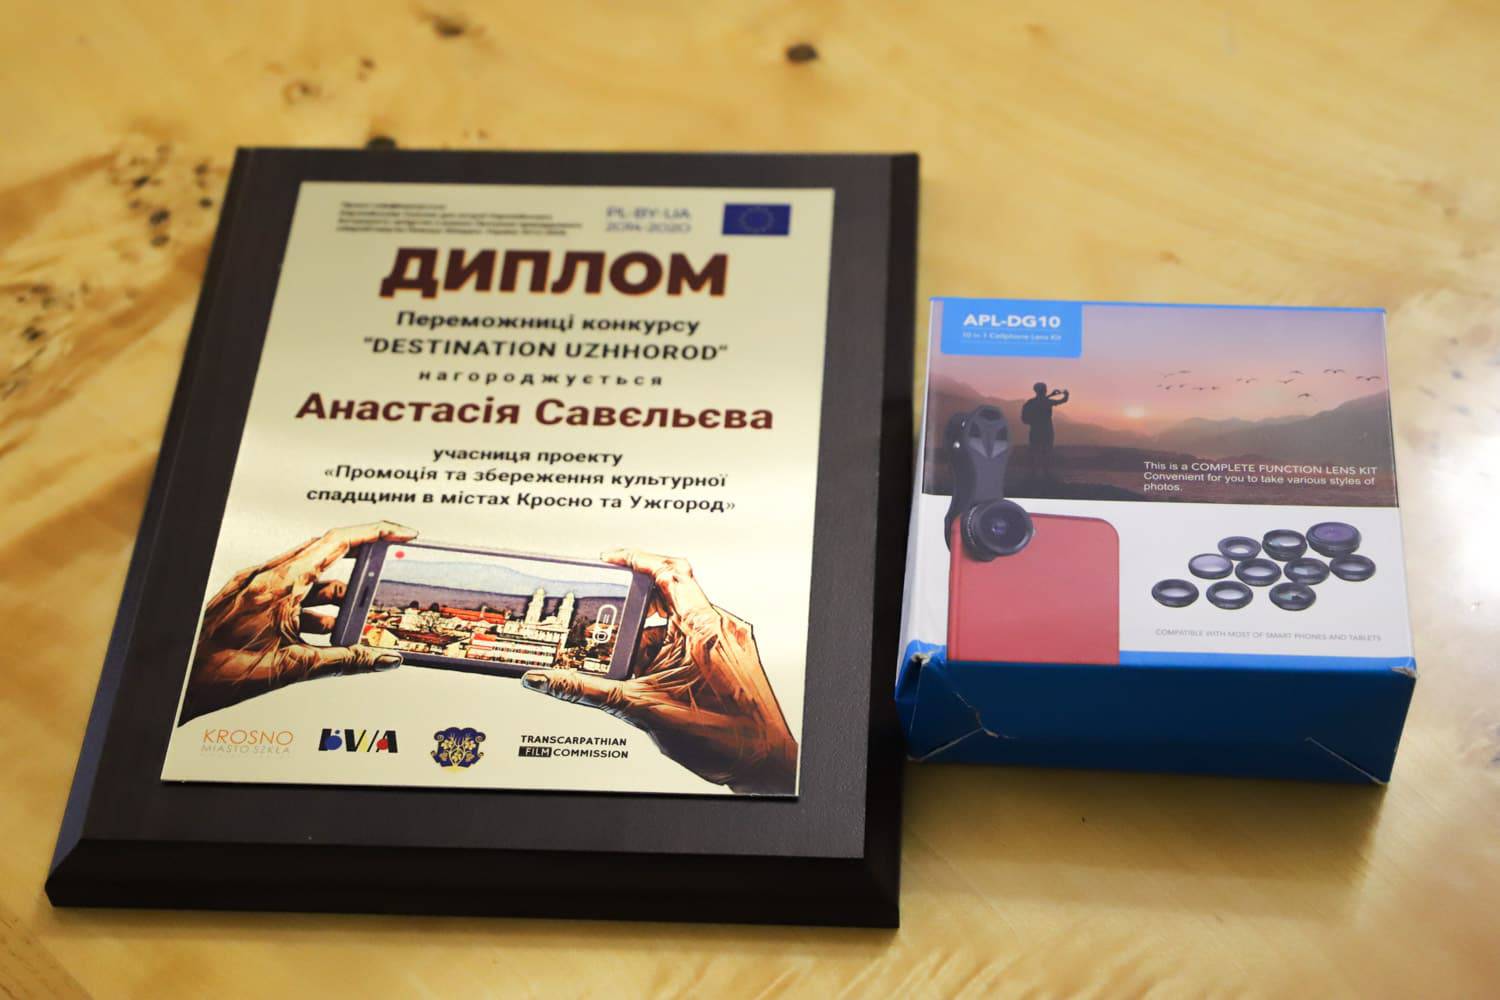 PL-BY-UA
2014-2020
ДИПЛОМ
Переможниці конкурсу
"DESTINATION UZHHOROD"
нагороджується
Анастасія Савєльєва
учасниця проекту
«Промоція та збереження культурної
спадщини в містах Кросно та Ужгород»
KROSNO
MIASTO SZKŁA
BWA
TRANSCARPATHIAN
FILM COMMISSION
APL-DG10
10 in 1 Cellphone Lens Kit
This is a COMPLETE FUNCTION LENS KIT
Convenient for you to take various styles of
photos.
COMPATIBLE WITH MOST OF SMART PHONES AND TABLETS